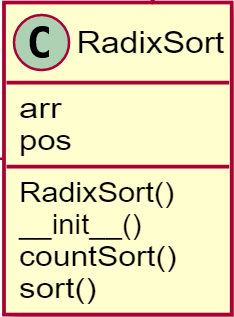 C RadixSort
arr
pos
RadixSort()
__init__()
countSort()
sort()